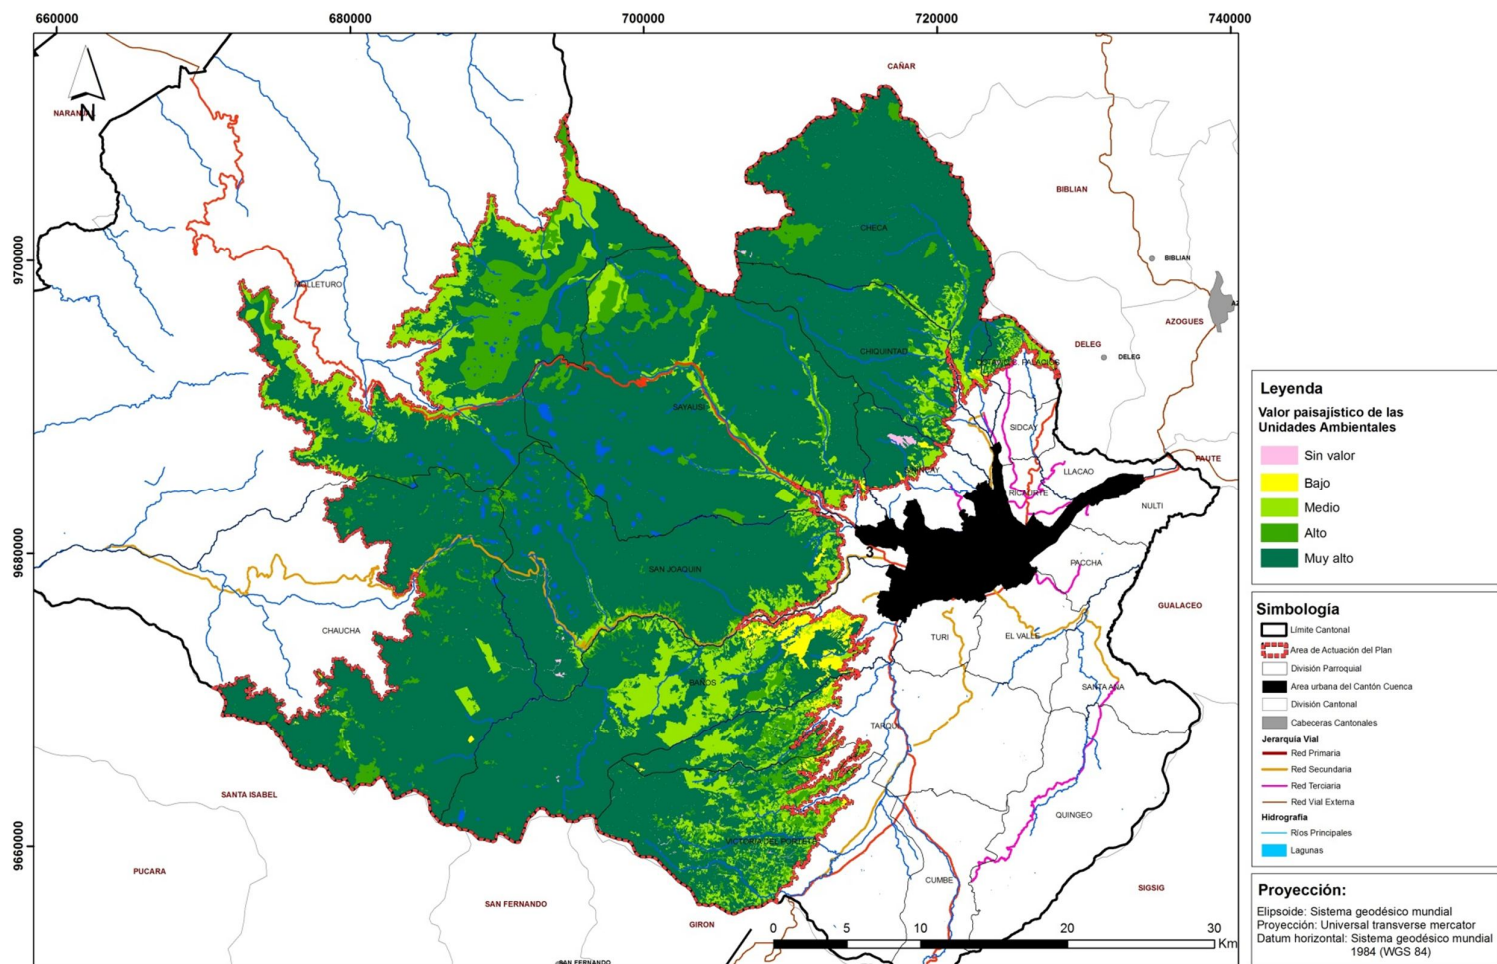 660000 680000 700000 720000 740000
CAÑAR
N
NARANJAL
BIBLIAN
CHECA
9700000
BIBLIAN
MOLLETURO
AZOGUES
DELEG
DELEG
CHIQUINTAD
SAYAUSI
SIDCAY
PAUTE
LLACAO
SININCAY
RICAURTE
NULTI
3
9680000
SAN JOAQUIN
PACCHA
GUALACEO
CHAUCHA
TURI
EL VALLE
BAÑOS
SANTA ANA
TARQUI
SANTA ISABEL
QUINGEO
9660000
VICTORIA DEL PORTETE
PUCARA
CUMBE
SIGSIG
SAN FERNANDO
GIRON
0 5 10 20 30
Km
SAN FERNANDO
Leyenda
Valor paisajístico de las
Unidades Ambientales
Sin valor
Bajo
Medio
Alto
Muy alto
Simbología
Límite Cantonal
Area de Actuación del Plan
División Parroquial
Area urbana del Cantón Cuenca
División Cantonal
Cabeceras Cantonales
Jerarquía Vial
Red Primaria
Red Secundaria
Red Terciaria
Red Vial Externa
Hidrografía
Ríos Principales
Lagunas
Proyección:
Elipsoide: Sistema geodésico mundial
Proyección: Universal transverse mercator
Datum horizontal: Sistema geodésico mundial
1984 (WGS 84)